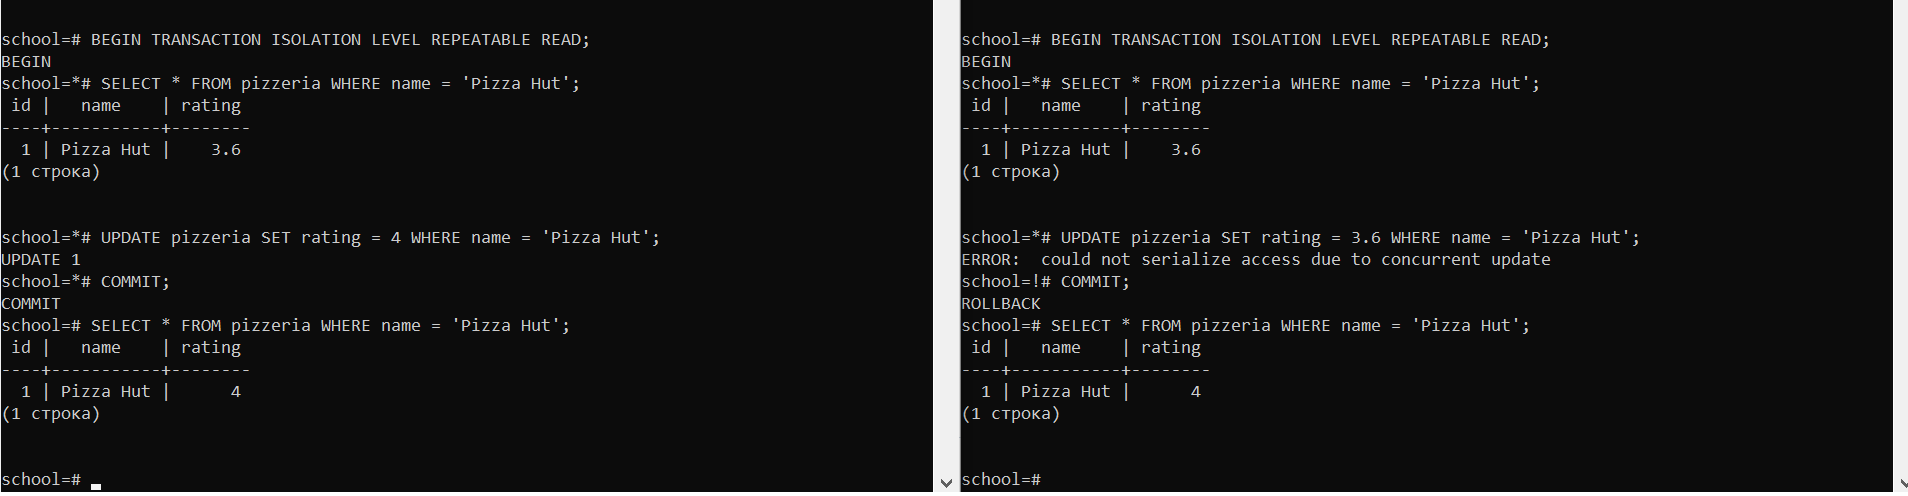 school=# BEGIN TRANSACTION ISOLATION LEVEL REPEATABLE READ;
BEGIN
school=*# SELECT * FROM pizzeria WHERE name = 'Pizza Hut';
 id |   name    | rating
----+-----------+--------
  1 | Pizza Hut |    3.6
(1 строка)
school=*# UPDATE pizzeria SET rating = 4 WHERE name = 'Pizza Hut';
UPDATE 1
school=*# COMMIT;
COMMIT
school=# SELECT * FROM pizzeria WHERE name = 'Pizza Hut';
 id |   name    | rating
----+-----------+--------
  1 | Pizza Hut |      4
(1 строка)
school=#
school=# BEGIN TRANSACTION ISOLATION LEVEL REPEATABLE READ;
BEGIN
school=*# SELECT * FROM pizzeria WHERE name = 'Pizza Hut';
 id |   name    | rating
----+-----------+--------
  1 | Pizza Hut |    3.6
(1 строка)
school=*# UPDATE pizzeria SET rating = 3.6 WHERE name = 'Pizza Hut';
ERROR:  could not serialize access due to concurrent update
school=!# COMMIT;
ROLLBACK
school=# SELECT * FROM pizzeria WHERE name = 'Pizza Hut';
 id |   name    | rating
----+-----------+--------
  1 | Pizza Hut |      4
(1 строка)
school=#